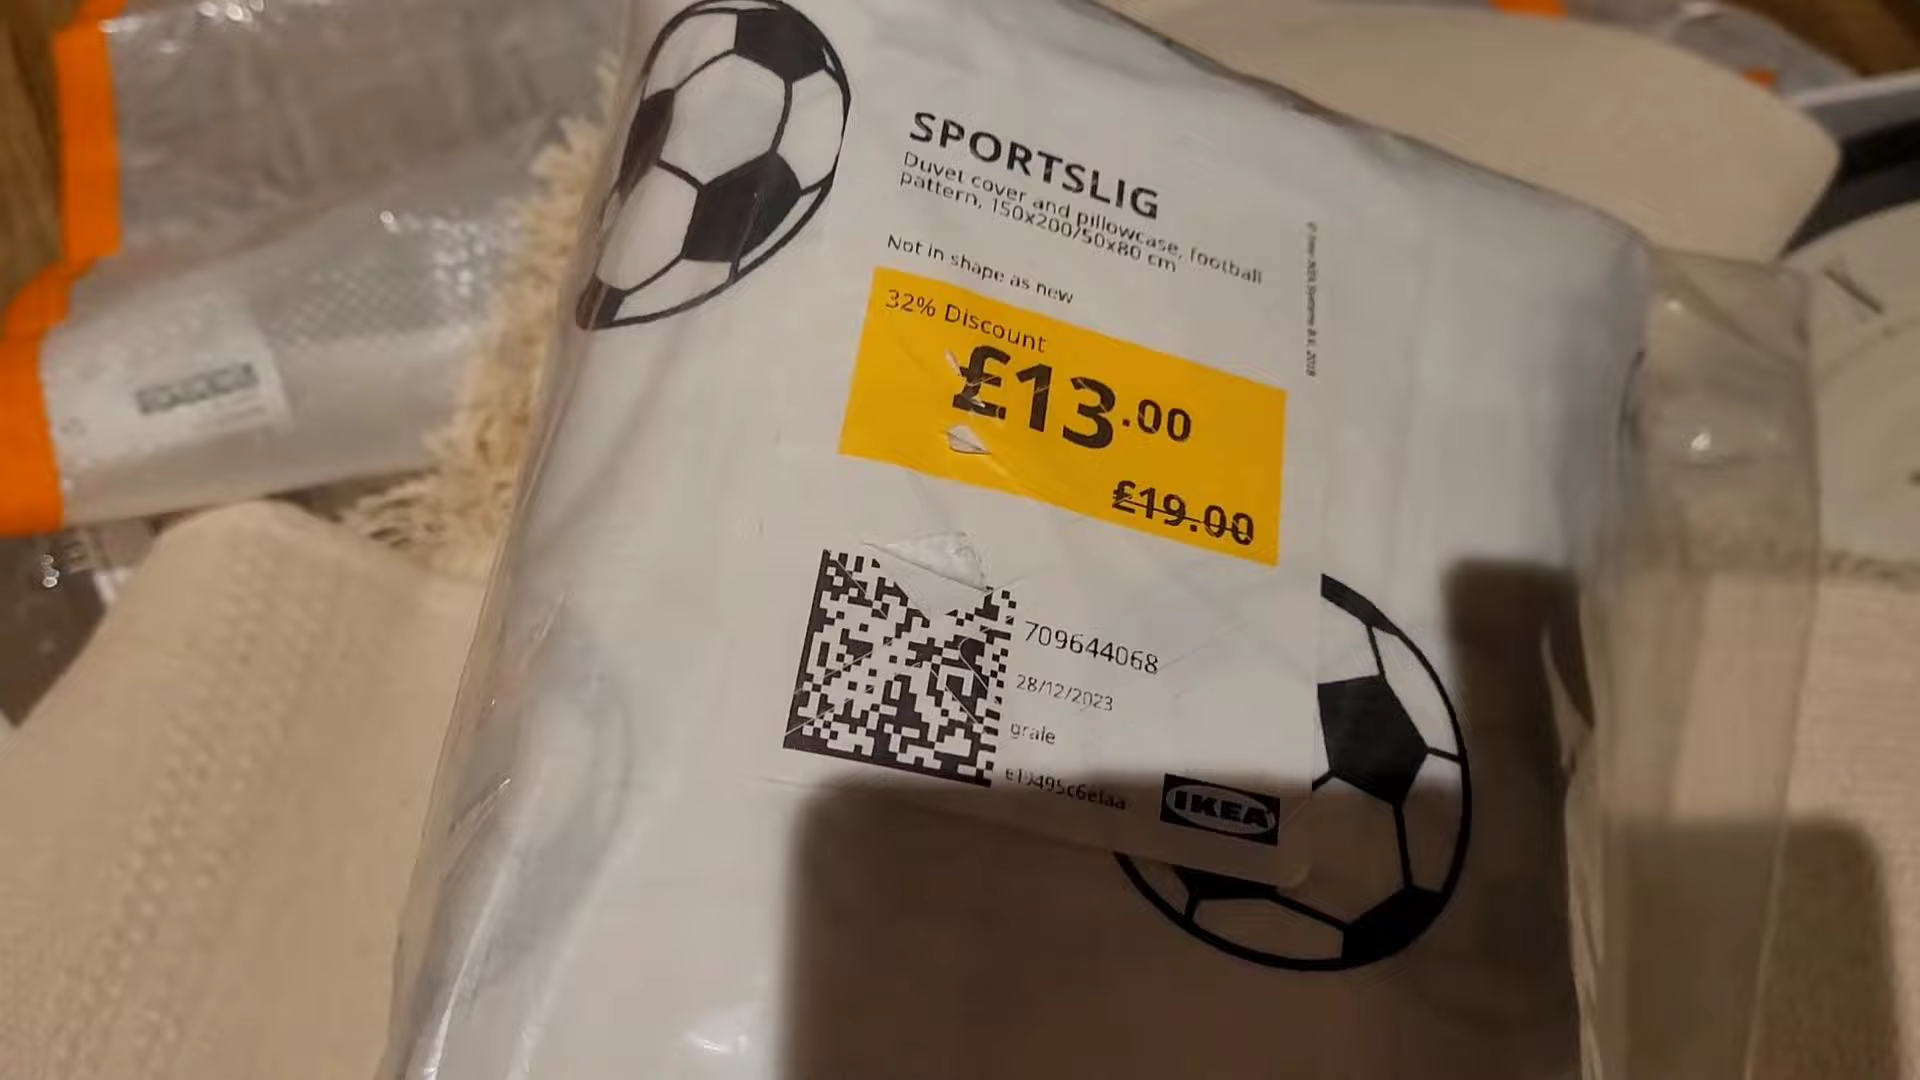 SPORTSLIG
Duvet cover and pillowcase, football
pattern, 150x200/50x80 cm
Not in shape as new
32% Discount
£13.00
£19.00
709644068
28/12/2023
grale
IKEA